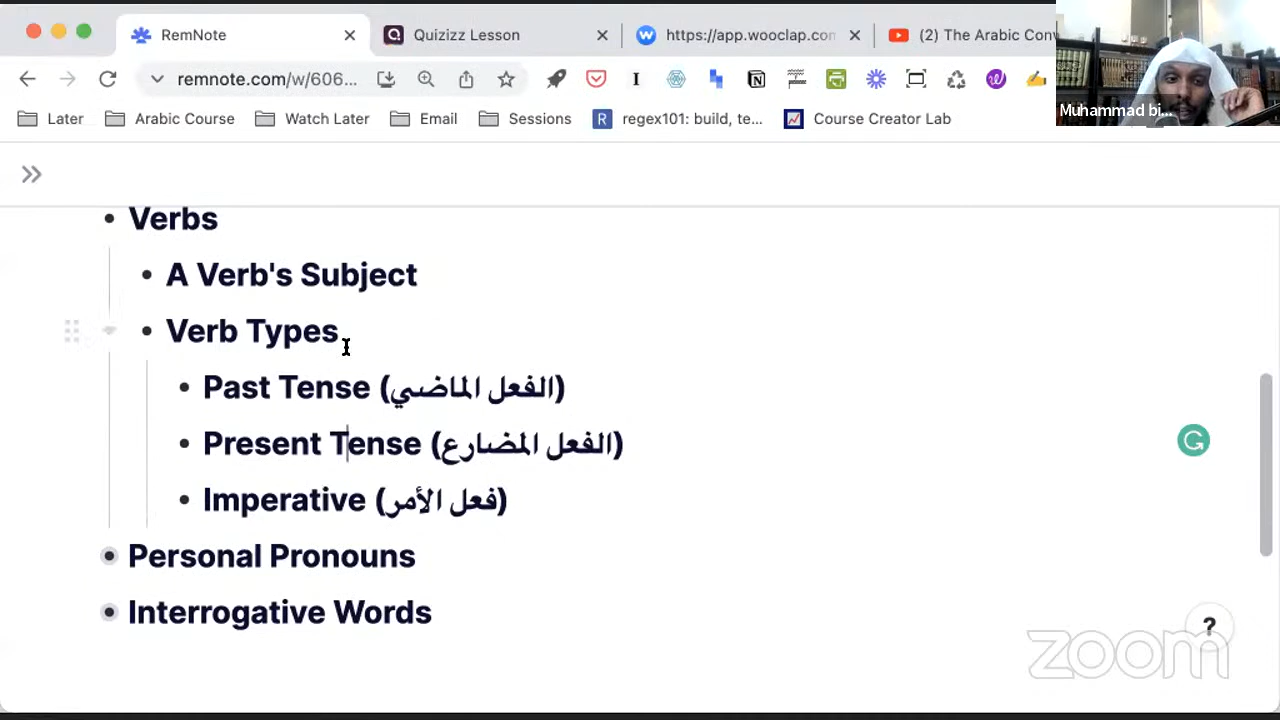 RemNote
Quizizz Lesson
https://app.wooclap.com
(2) The Arabic Conv
remnote.com/w/606...
Muhammad bi...
Later
Arabic Course
Watch Later
Email
Sessions
regex101: build, te...
Course Creator Lab
Verbs
A Verb's Subject
Verb Types
Past Tense (الفعل الماضي)
Present Tense (الفعل المضارع)
Imperative (فعل الأمر)
Personal Pronouns
Interrogative Words
?
zoom